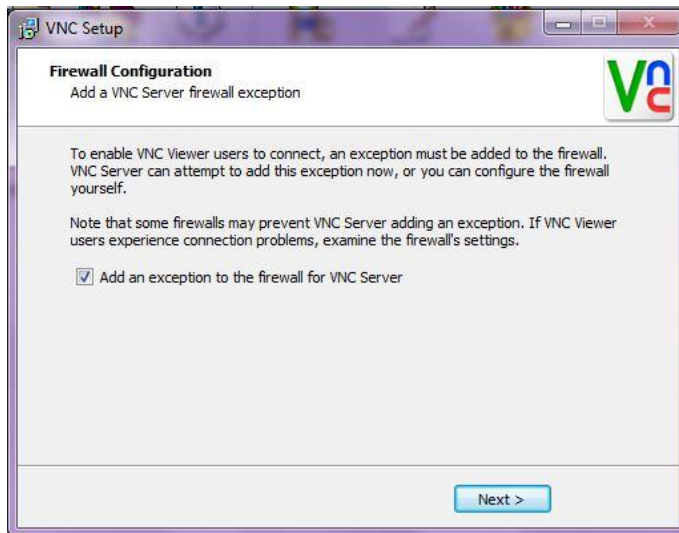 VNC Setup
Firewall Configuration
Add a VNC Server firewall exception
VNC
To enable VNC Viewer users to connect, an exception must be added to the firewall.
VNC Server can attempt to add this exception now, or you can configure the firewall
yourself.
Note that some firewalls may prevent VNC Server adding an exception. If VNC Viewer
users experience connection problems, examine the firewall's settings.
Add an exception to the firewall for VNC Server
Next >